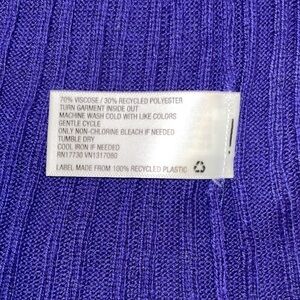 70% VISCOSE / 30% RECYCLED POLYESTER
TURN GARMENT INSIDE OUT
MACHINE WASH COLD WITH LIKE COLORS
GENTLE CYCLE
ONLY NON-CHLORINE BLEACH IF NEEDED
TUMBLE DRY
COOL IRON IF NEEDED
RN17730 VN1317080
LABEL MADE FROM 100% RECYCLED PLASTIC